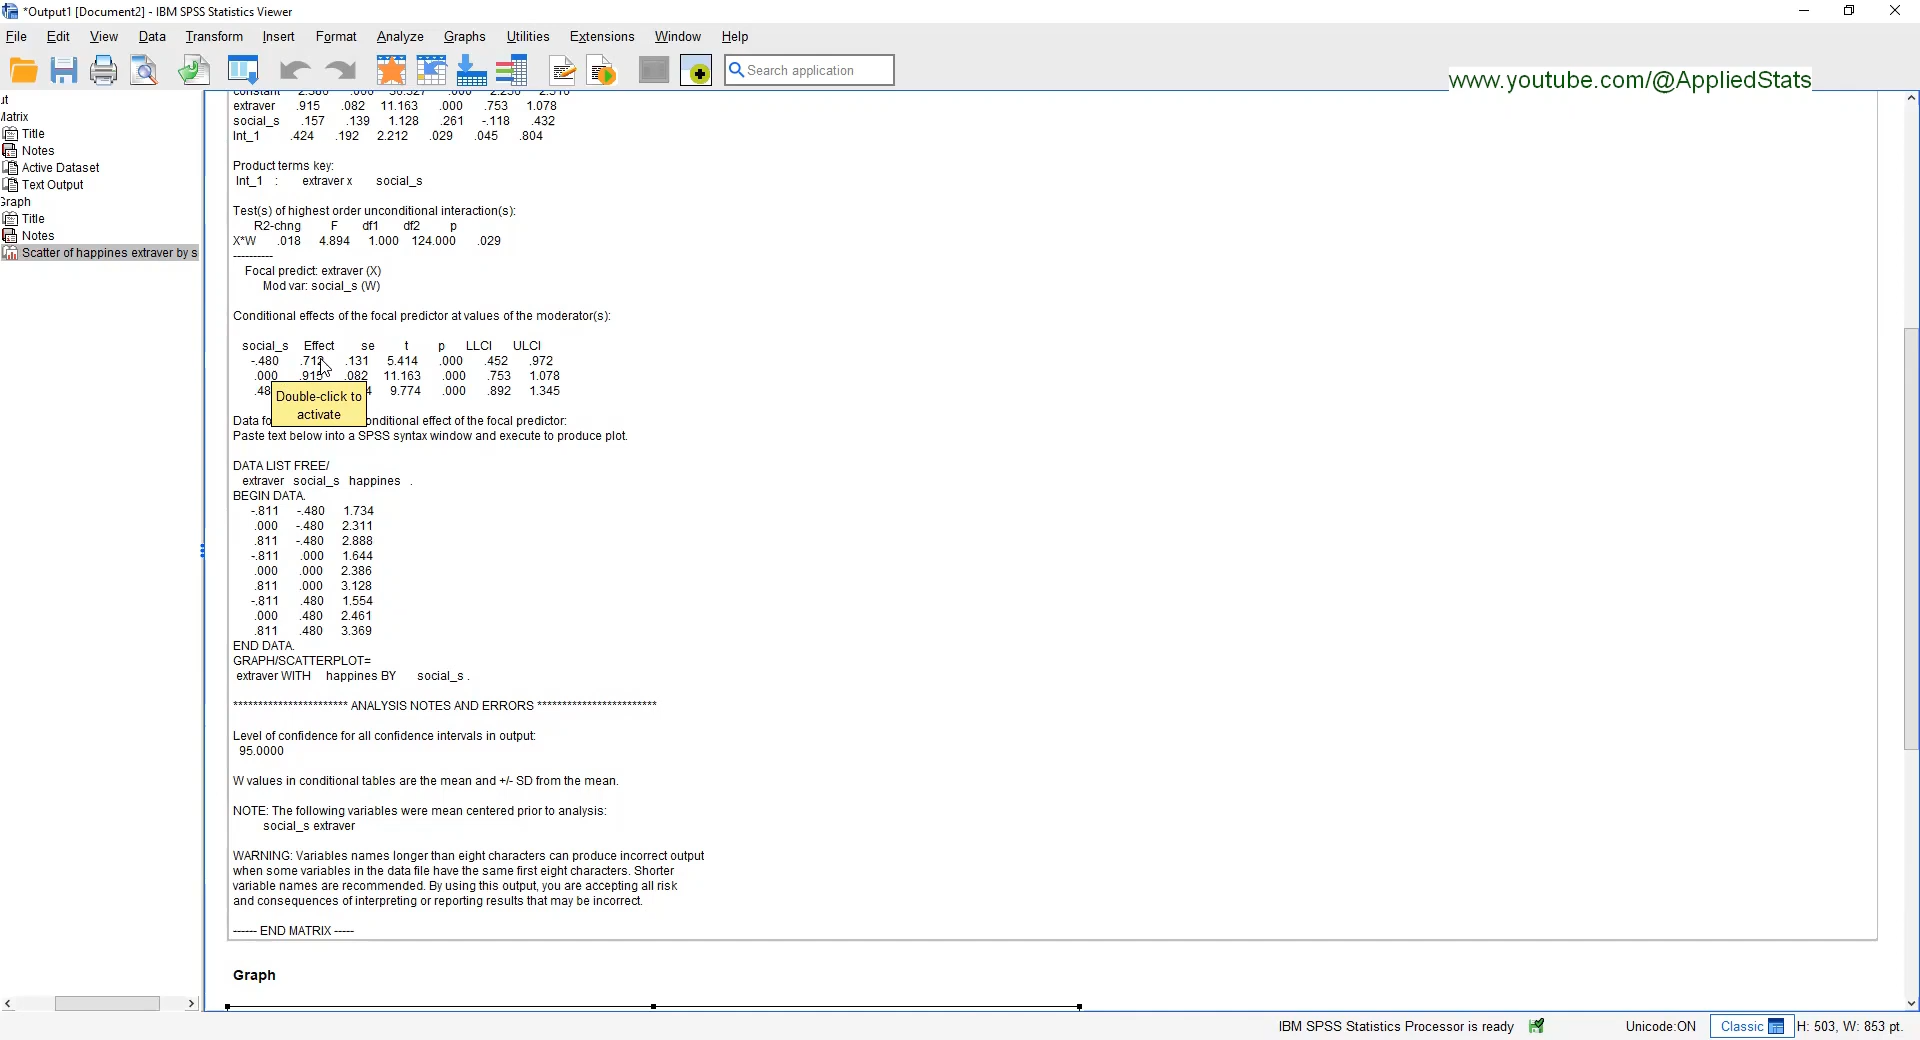 *Output1 [Document2] - IBM SPSS Statistics Viewer
File Edit View Data Transform Insert Format Analyze Graphs Utilities Extensions Window Help
Search application
www.youtube.com/@AppliedStats
Title
Notes
Active Dataset
Text Output
Title
Notes
Scatter of happines extraver by s
extraver .915 .082 11.163 .000 .753 1.078
social_s .157 .139 1.128 .261 -.118 .432
Int_1 .424 .192 2.212 .029 .045 .804
Product terms key:
Int_1 : extraver x social_s
Test(s) of highest order unconditional interaction(s):
R2-chng F df1 df2 p
X*W .018 4.894 1.000 124.000 .029
----------
Focal predict: extraver (X)
Mod var: social_s (W)
Conditional effects of the focal predictor at values of the moderator(s):
social_s Effect se t p LLCI ULCI
-.480 .712 .131 5.414 .000 .452 .972
.000 .915 .082 11.163 .000 .753 1.078
.48 4 9.774 .000 .892 1.345
Double-click to
activate
Data fo nditional effect of the focal predictor:
Paste text below into a SPSS syntax window and execute to produce plot.
DATA LIST FREE/
extraver social_s happines .
BEGIN DATA.
-.811 -.480 1.734
.000 -.480 2.311
.811 -.480 2.888
-.811 .000 1.644
.000 .000 2.386
.811 .000 3.128
-.811 .480 1.554
.000 .480 2.461
.811 .480 3.369
END DATA.
GRAPH/SCATTERPLOT=
extraver WITH happines BY social_s .
*********************** ANALYSIS NOTES AND ERRORS ************************
Level of confidence for all confidence intervals in output:
95.0000
W values in conditional tables are the mean and +/- SD from the mean.
NOTE: The following variables were mean centered prior to analysis:
social_s extraver
WARNING: Variables names longer than eight characters can produce incorrect output
when some variables in the data file have the same first eight characters. Shorter
variable names are recommended. By using this output, you are accepting all risk
and consequences of interpreting or reporting results that may be incorrect.
------ END MATRIX -----
Graph
IBM SPSS Statistics Processor is ready Unicode:ON Classic H: 503, W: 853 pt.